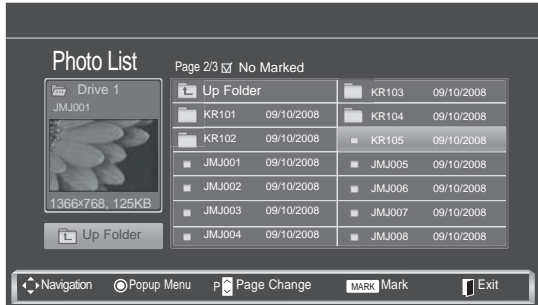 Photo List
Page 2/3 ☑ No Marked
Drive 1
JMJ001
1366×768, 125KB
Up Folder
Up Folder
KR101 09/10/2008
KR102 09/10/2008
JMJ001 09/10/2008
JMJ002 09/10/2008
JMJ003 09/10/2008
JMJ004 09/10/2008
KR103 09/10/2008
KR104 09/10/2008
KR105 09/10/2008
JMJ005 09/10/2008
JMJ006 09/10/2008
JMJ007 09/10/2008
JMJ008 09/10/2008
Navigation Popup Menu P Page Change MARK Mark Exit